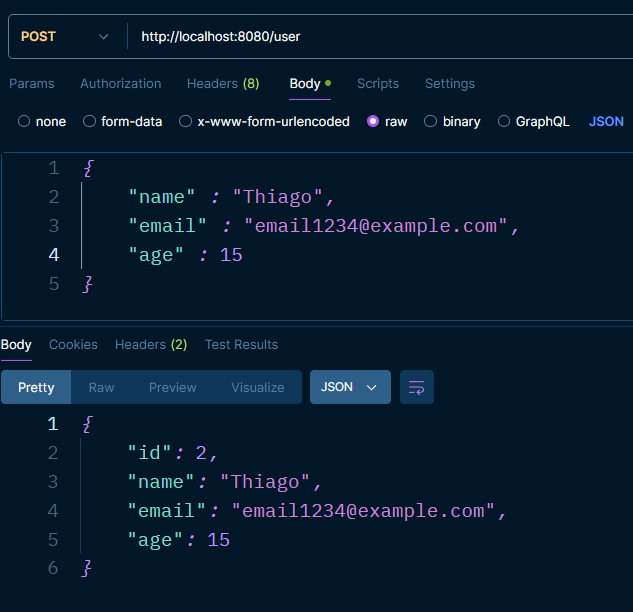 POST http://localhost:8080/user
Params Authorization Headers (8) Body Scripts Settings
none form-data x-www-form-urlencoded raw binary GraphQL JSON
1 {
2 "name" : "Thiago",
3 "email" : "email1234@example.com",
4 "age" : 15
5 }
Body Cookies Headers (2) Test Results
Pretty Raw Preview Visualize JSON
1 {
2 "id": 2,
3 "name": "Thiago",
4 "email": "email1234@example.com",
5 "age": 15
6 }